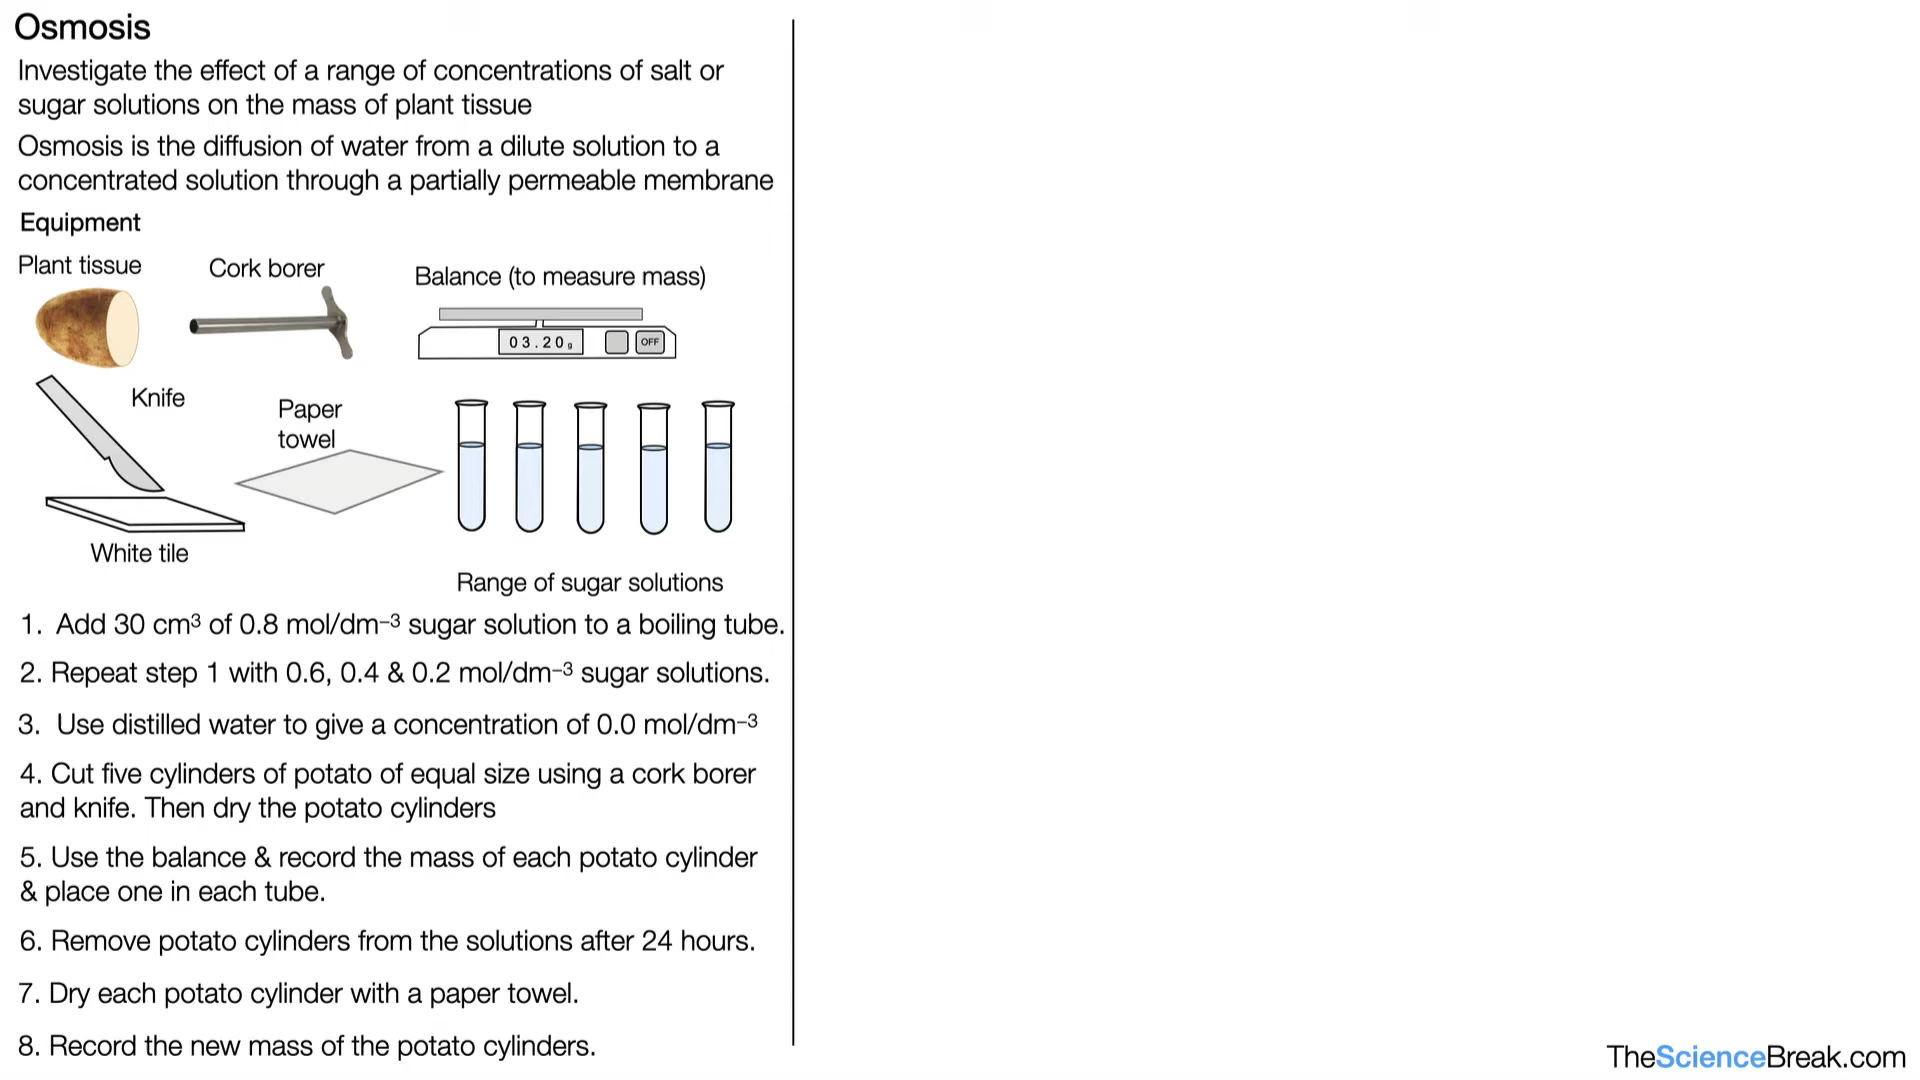 Osmosis
Investigate the effect of a range of concentrations of salt or
sugar solutions on the mass of plant tissue
Osmosis is the diffusion of water from a dilute solution to a
concentrated solution through a partially permeable membrane
Equipment
Plant tissue
Cork borer
Balance (to measure mass)
03.20g
OFF
Knife
Paper
towel
White tile
Range of sugar solutions
1. Add 30 cm³ of 0.8 mol/dm⁻³ sugar solution to a boiling tube.
2. Repeat step 1 with 0.6, 0.4 & 0.2 mol/dm⁻³ sugar solutions.
3. Use distilled water to give a concentration of 0.0 mol/dm⁻³
4. Cut five cylinders of potato of equal size using a cork borer
and knife. Then dry the potato cylinders
5. Use the balance & record the mass of each potato cylinder
& place one in each tube.
6. Remove potato cylinders from the solutions after 24 hours.
7. Dry each potato cylinder with a paper towel.
8. Record the new mass of the potato cylinders.
TheScienceBreak.com